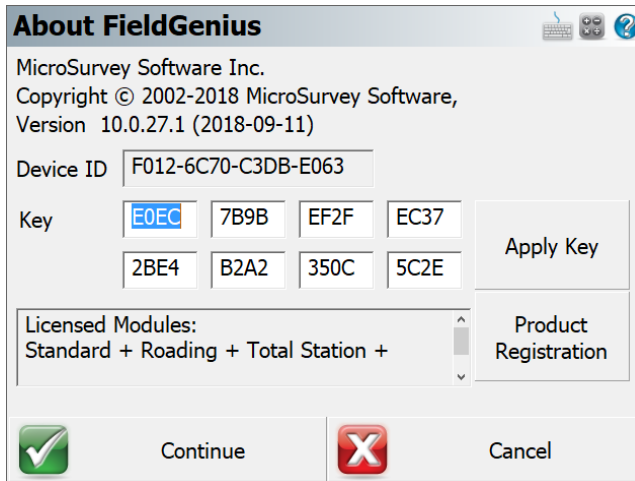 About FieldGenius
MicroSurvey Software Inc.
Copyright © 2002-2018 MicroSurvey Software,
Version 10.0.27.1 (2018-09-11)
Device ID F012-6C70-C3DB-E063
Key E0EC 7B9B EF2F EC37
2BE4 B2A2 350C 5C2E
Apply Key
Licensed Modules:
Standard + Roading + Total Station +
Product
Registration
Continue Cancel